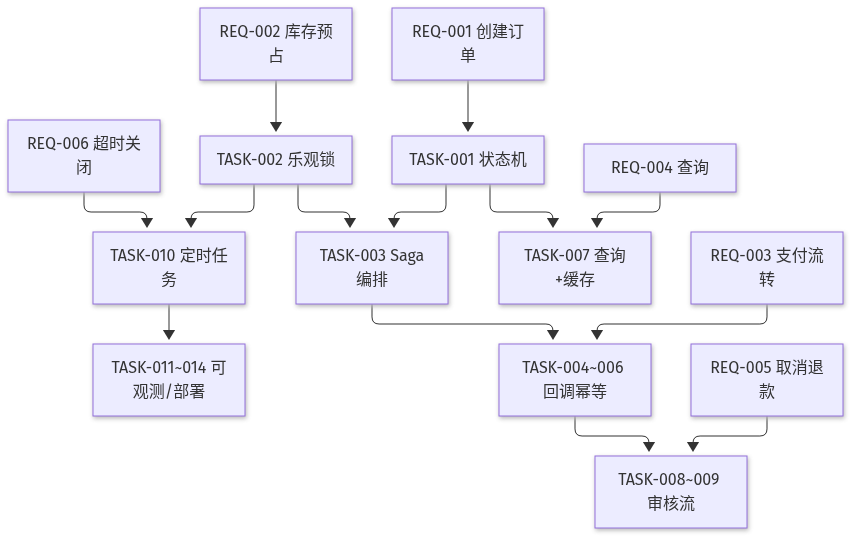 REQ-002 库存预
占
REQ-001 创建订
单
REQ-006 超时关
闭
TASK-002 乐观锁
TASK-001 状态机
REQ-004 查询
TASK-010 定时任
务
TASK-003 Saga
编排
TASK-007 查询
+缓存
REQ-003 支付流
转
TASK-011~014 可
观测/部署
TASK-004~006
回调幂等
REQ-005 取消退
款
TASK-008~009
审核流